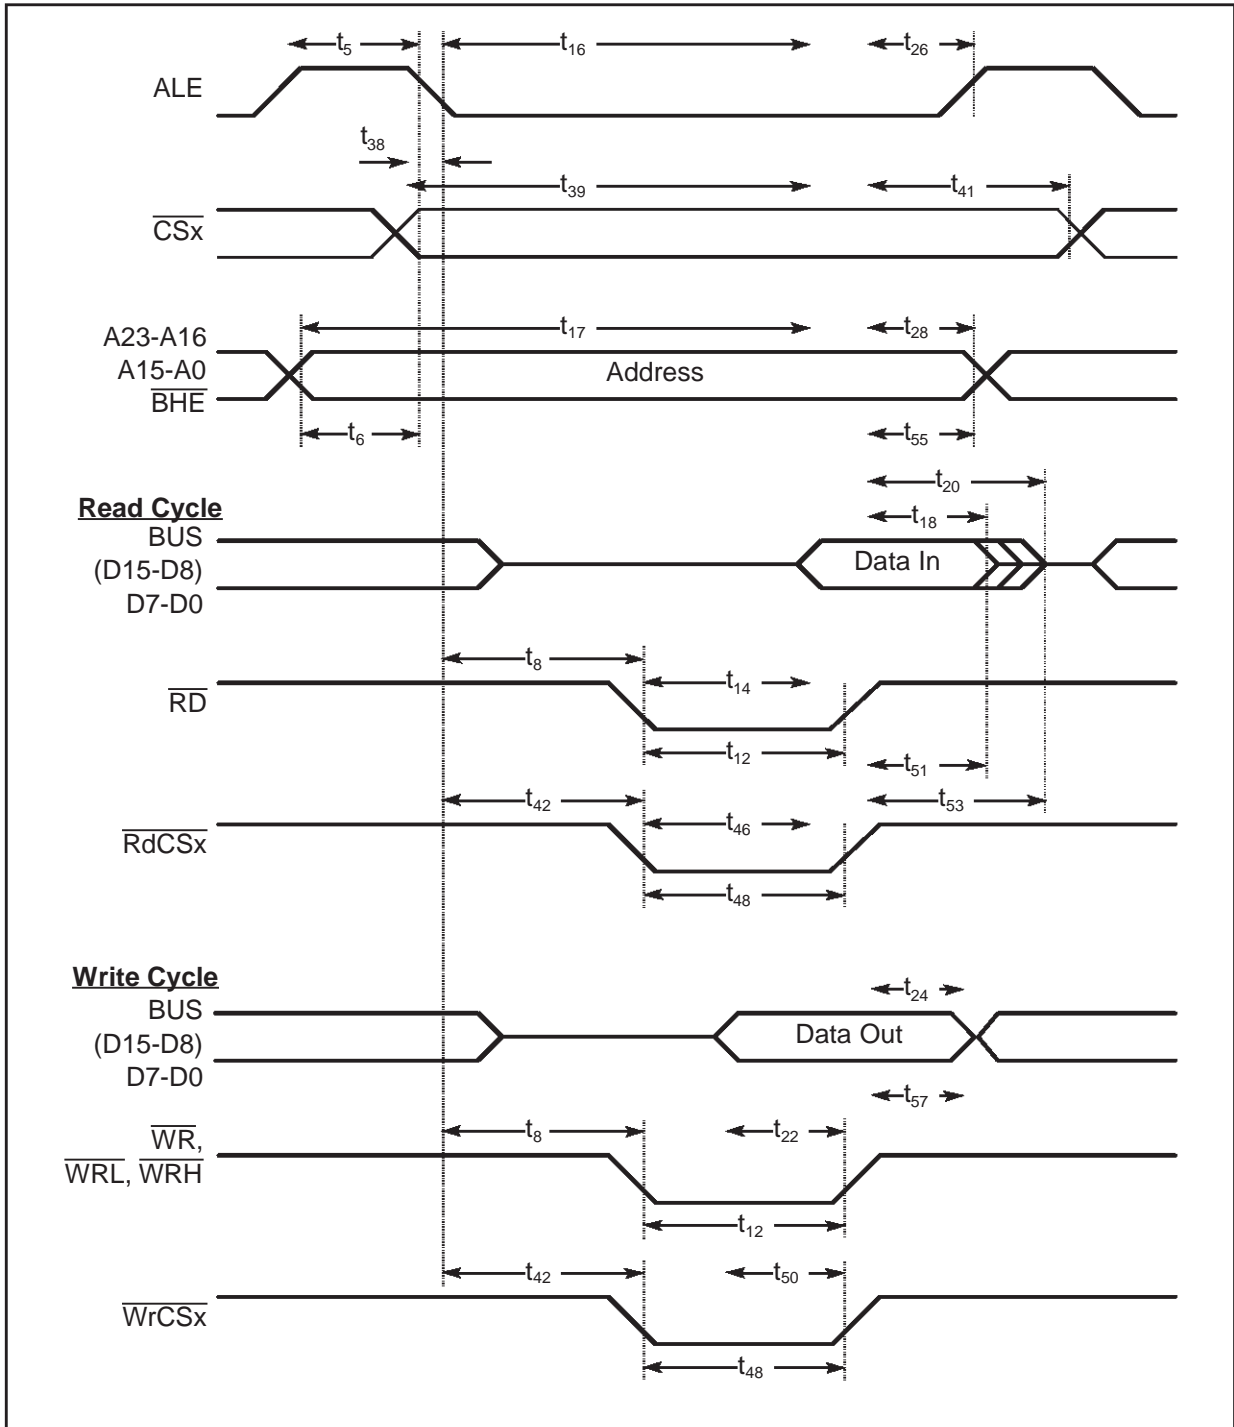 t5 t16 t26
ALE
t38
t39 t41
CSx
t17 t28
A23-A16
A15-A0
BHE
Address
t6 t55
t20
Read Cycle
t18
BUS
(D15-D8)
D7-D0
Data In
t8
t14
RD
t12
t51
t42 t53
t46
RdCSx
t48
Write Cycle
t24
BUS
(D15-D8)
D7-D0
Data Out
t57
t8 t22
WR,
WRL, WRH
t12
t42 t50
WrCSx
t48